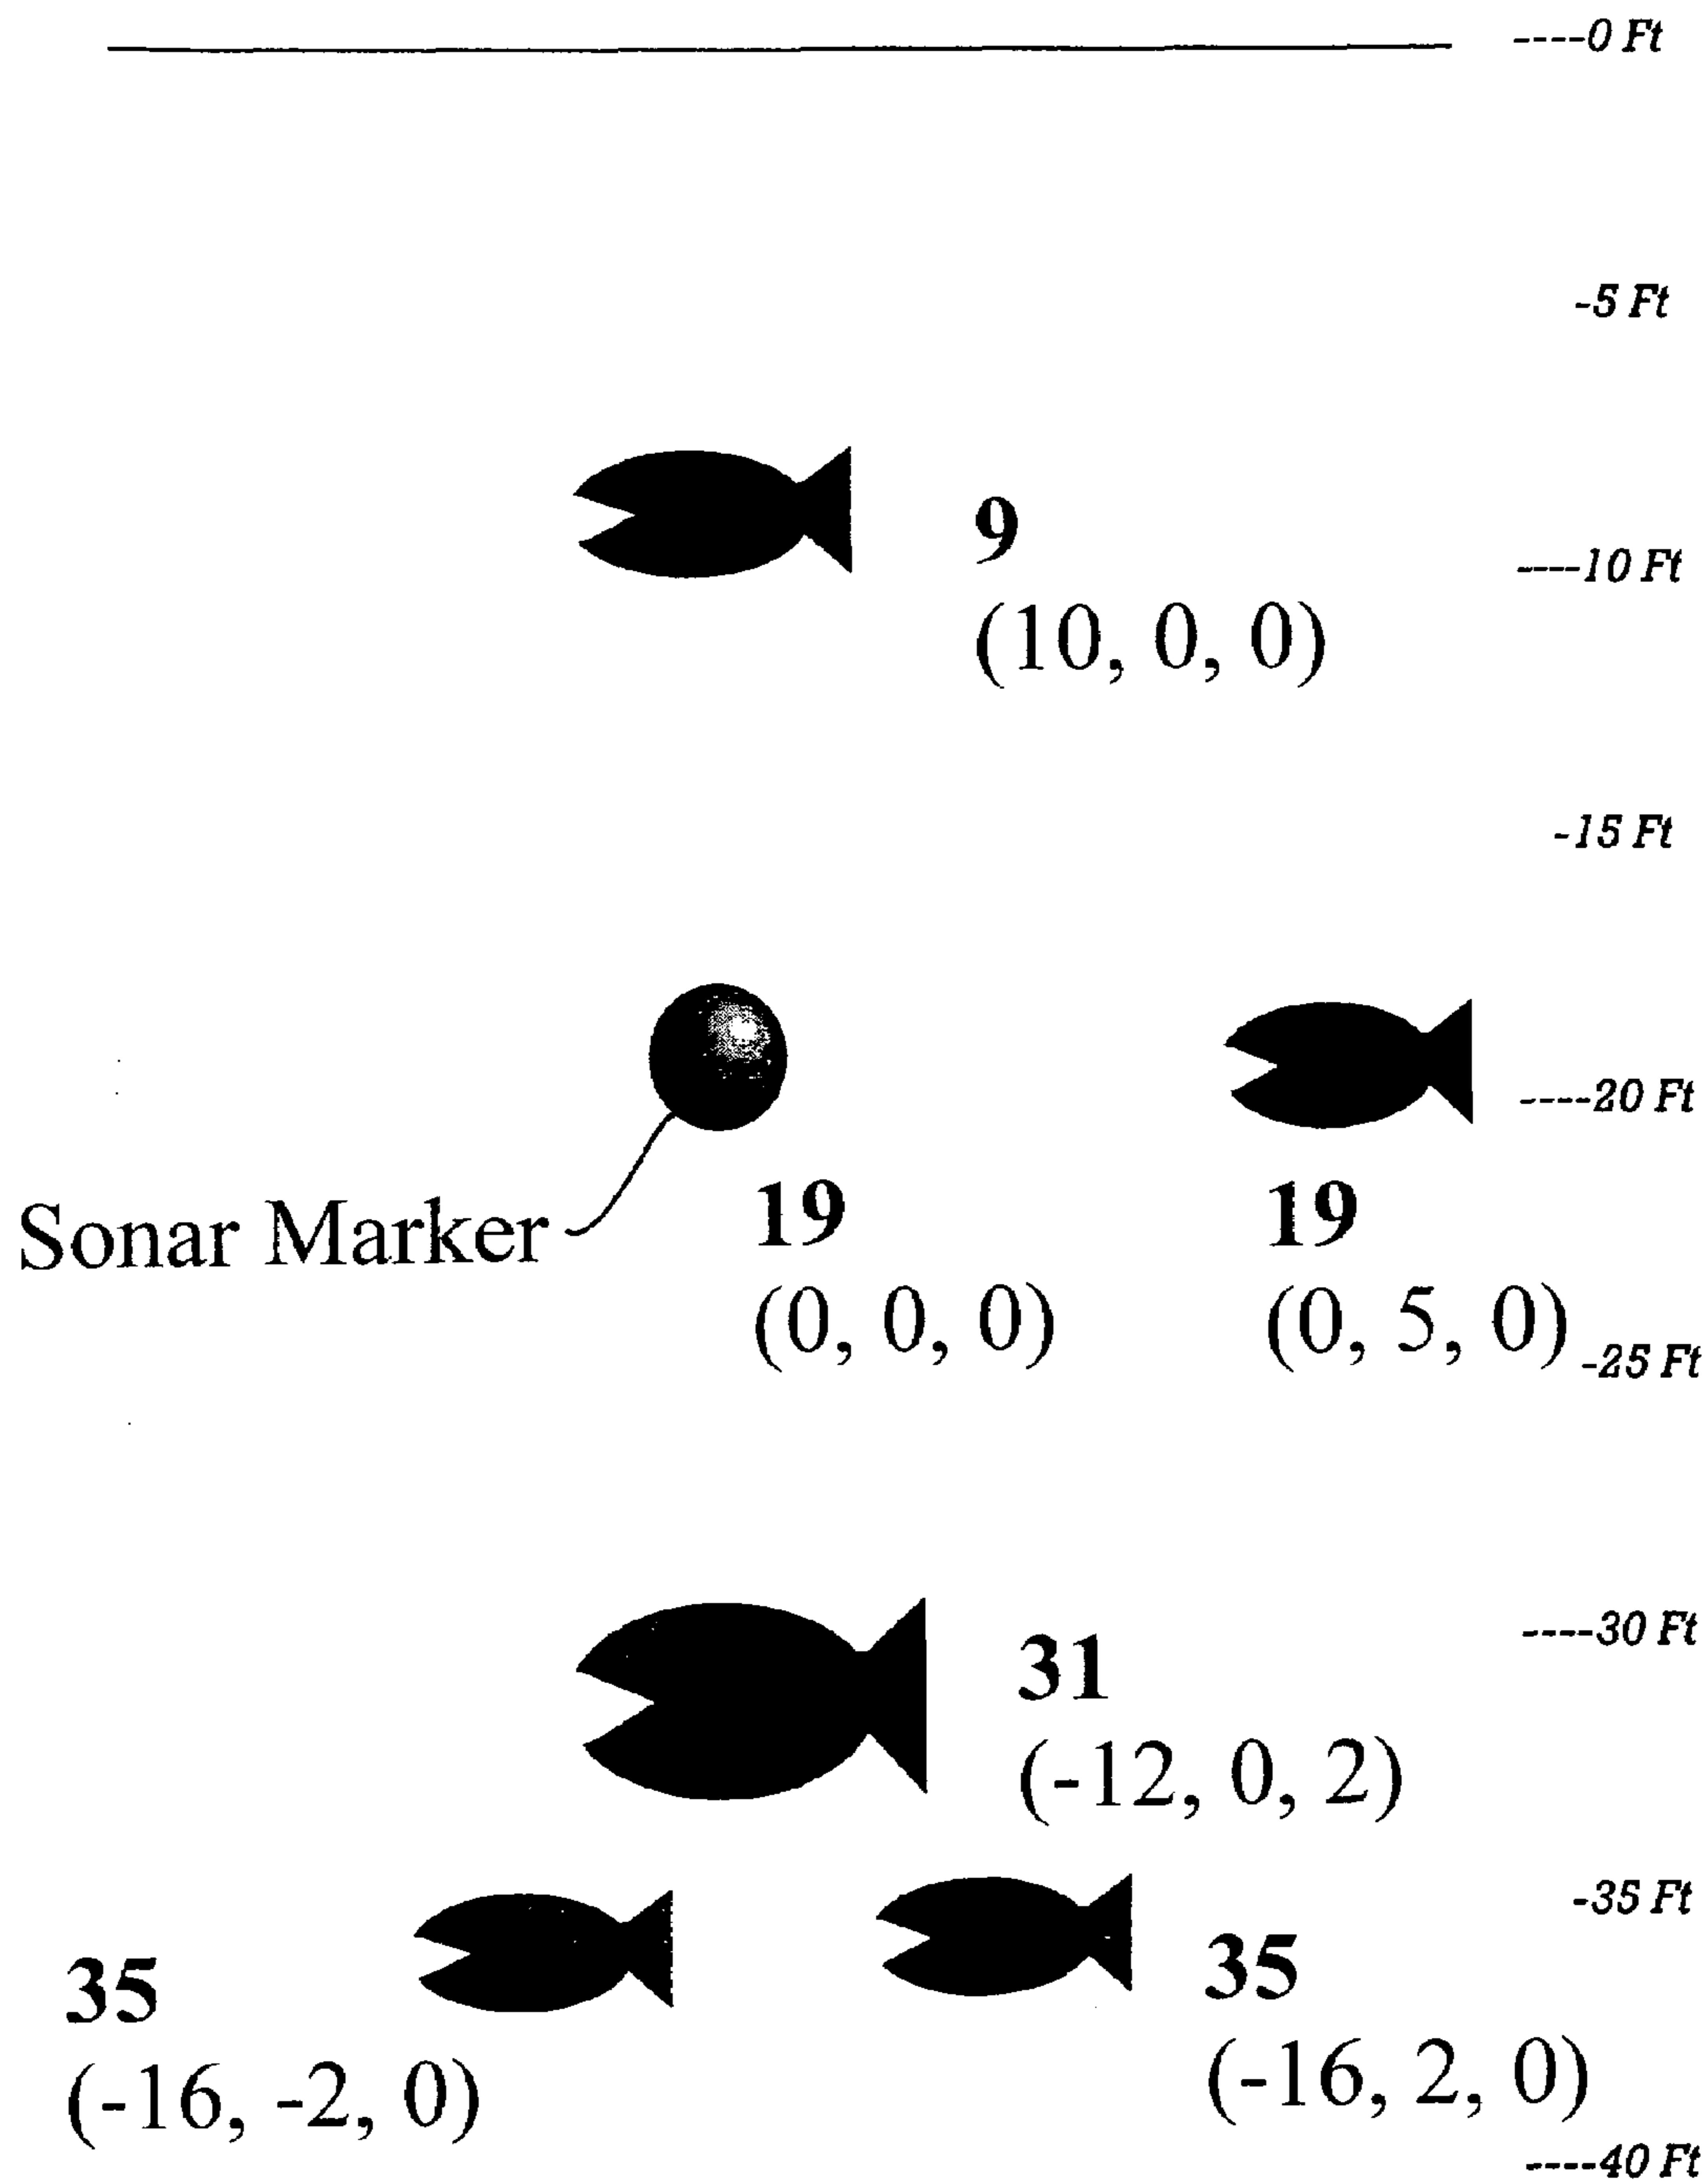 ----0 Ft
-5 Ft
9
----10 Ft
(10, 0, 0)
-15 Ft
----20 Ft
Sonar Marker
19
(0, 0, 0)
19
(0, 5, 0)
-25 Ft
----30 Ft
31
(-12, 0, 2)
-35 Ft
35
(-16, -2, 0)
35
(-16, 2, 0)
----40 Ft